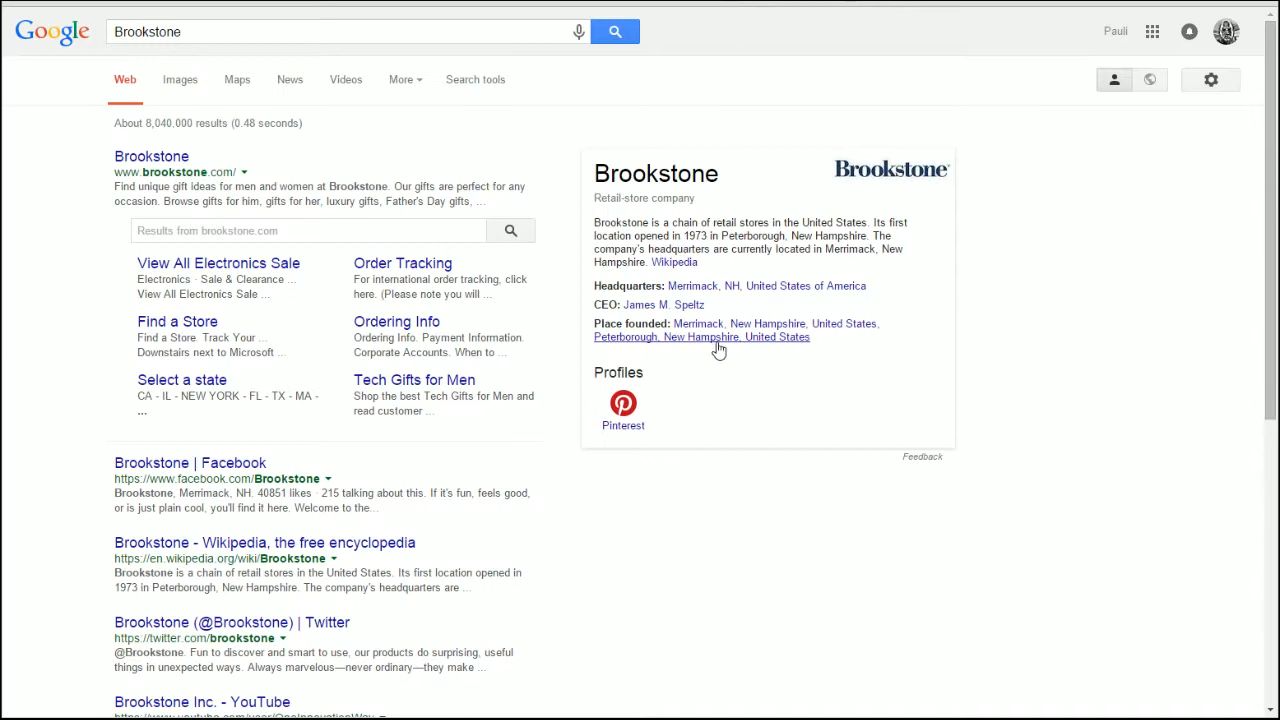 Google
Brookstone
Pauli
Web Images Maps News Videos More Search tools
About 8,040,000 results (0.48 seconds)
Brookstone
www.brookstone.com/
Find unique gift ideas for men and women at Brookstone. Our gifts are perfect for any
occasion. Browse gifts for him, gifts for her, luxury gifts, Father's Day gifts, ...
Results from brookstone.com
View All Electronics Sale
Electronics · Sale & Clearance ...
View All Electronics Sale ...
Order Tracking
For international order tracking, click
here. (Please note you will ...
Find a Store
Find a Store. Track Your ...
Downstairs next to Microsoft ...
Ordering Info
Ordering Info. Payment Information.
Corporate Accounts. When to ...
Select a state
CA - IL - NEW YORK - FL - TX - MA -
...
Tech Gifts for Men
Shop the best Tech Gifts for Men and
read customer ...
Brookstone | Facebook
https://www.facebook.com/Brookstone
Brookstone, Merrimack, NH. 40851 likes · 215 talking about this. If it's fun, feels good,
or is just plain cool, you'll find it here. Welcome to the...
Brookstone - Wikipedia, the free encyclopedia
https://en.wikipedia.org/wiki/Brookstone
Brookstone is a chain of retail stores in the United States. Its first location opened in
1973 in Peterborough, New Hampshire. The company's headquarters are ...
Brookstone (@Brookstone) | Twitter
https://twitter.com/brookstone
@Brookstone. Fun to discover and smart to use, our products do surprising, useful
things in unexpected ways. Always marvelous—never ordinary—they make ...
Brookstone Inc. - YouTube
Brookstone
Brookstone
Retail-store company
Brookstone is a chain of retail stores in the United States. Its first
location opened in 1973 in Peterborough, New Hampshire. The
company's headquarters are currently located in Merrimack, New
Hampshire. Wikipedia
Headquarters: Merrimack, NH, United States of America
CEO: James M. Speltz
Place founded: Merrimack, New Hampshire, United States,
Peterborough, New Hampshire, United States
Profiles
Pinterest
Feedback